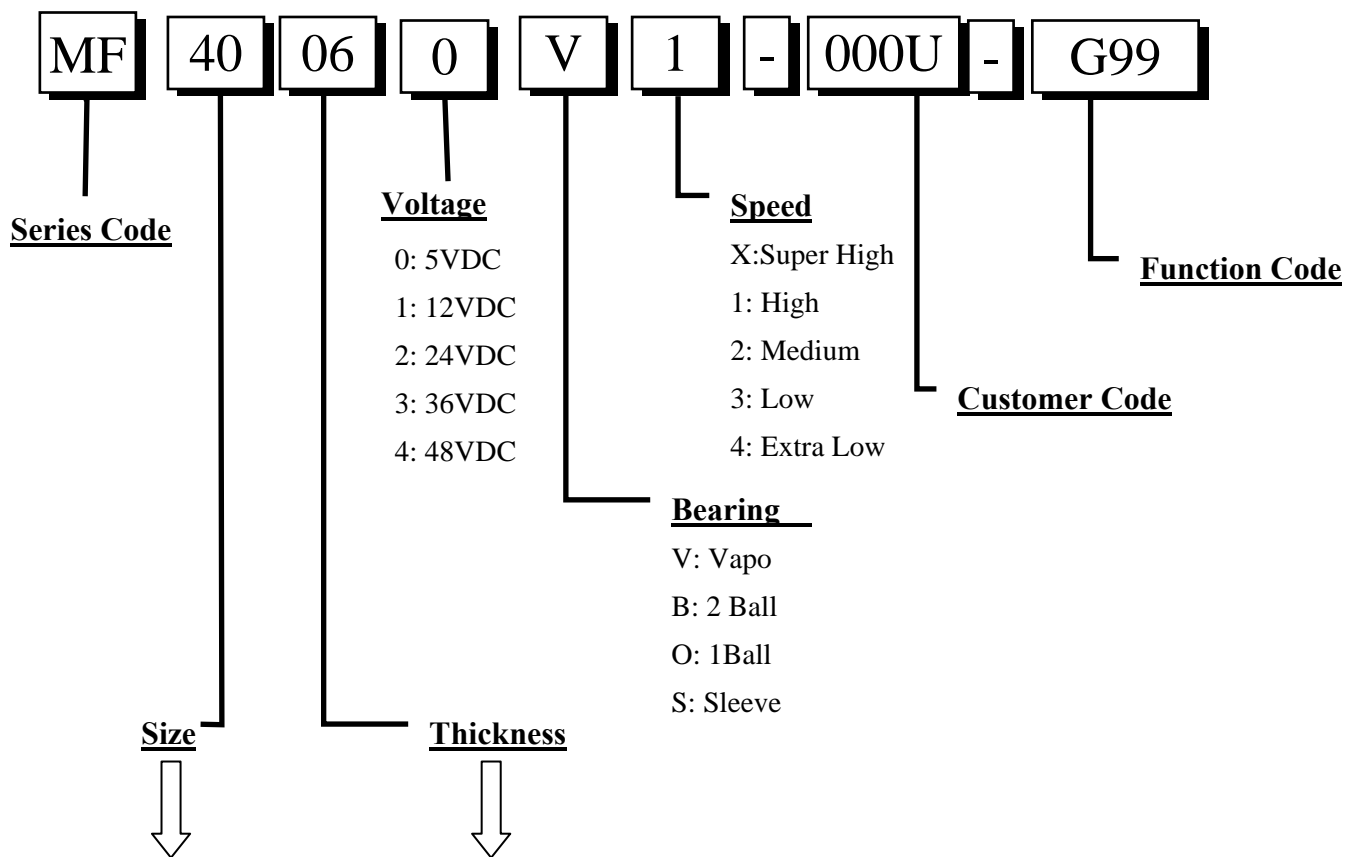 MF 40 06 0 V 1 - 000U - G99
Series Code
Voltage
0: 5VDC
1: 12VDC
2: 24VDC
3: 36VDC
4: 48VDC
Speed
X:Super High
1: High
2: Medium
3: Low
4: Extra Low
Function Code
Customer Code
Bearing
V: Vapo
B: 2 Ball
O: 1Ball
S: Sleeve
Size
Thickness